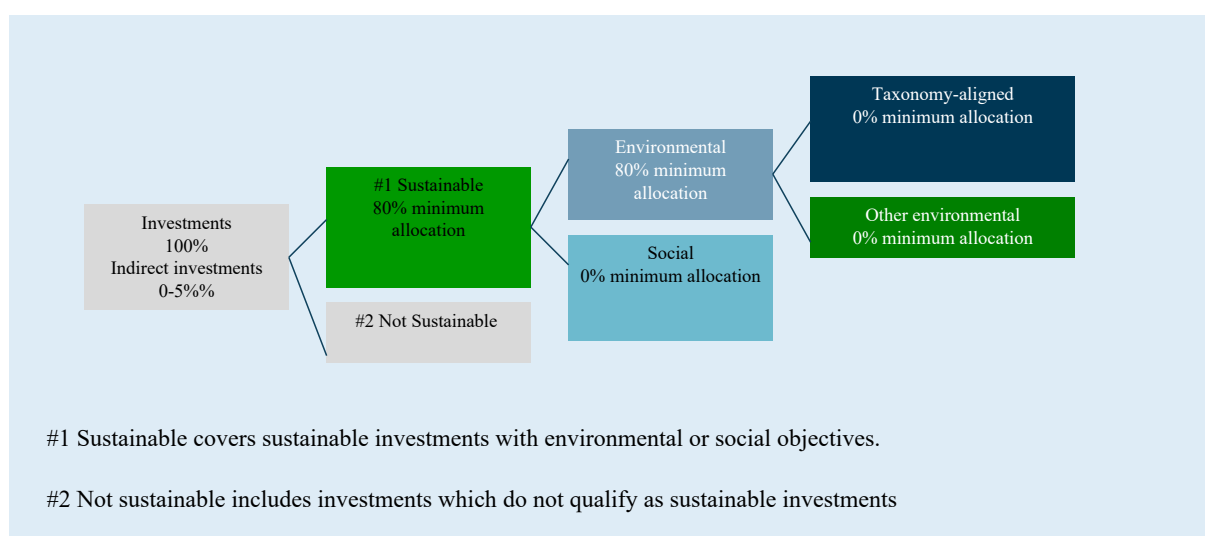 Investments
100%
Indirect investments
0-5%%
#1 Sustainable
80% minimum
allocation
#2 Not Sustainable
Environmental
80% minimum
allocation
Social
0% minimum allocation
Taxonomy-aligned
0% minimum allocation
Other environmental
0% minimum allocation
#1 Sustainable covers sustainable investments with environmental or social objectives.
#2 Not sustainable includes investments which do not qualify as sustainable investments